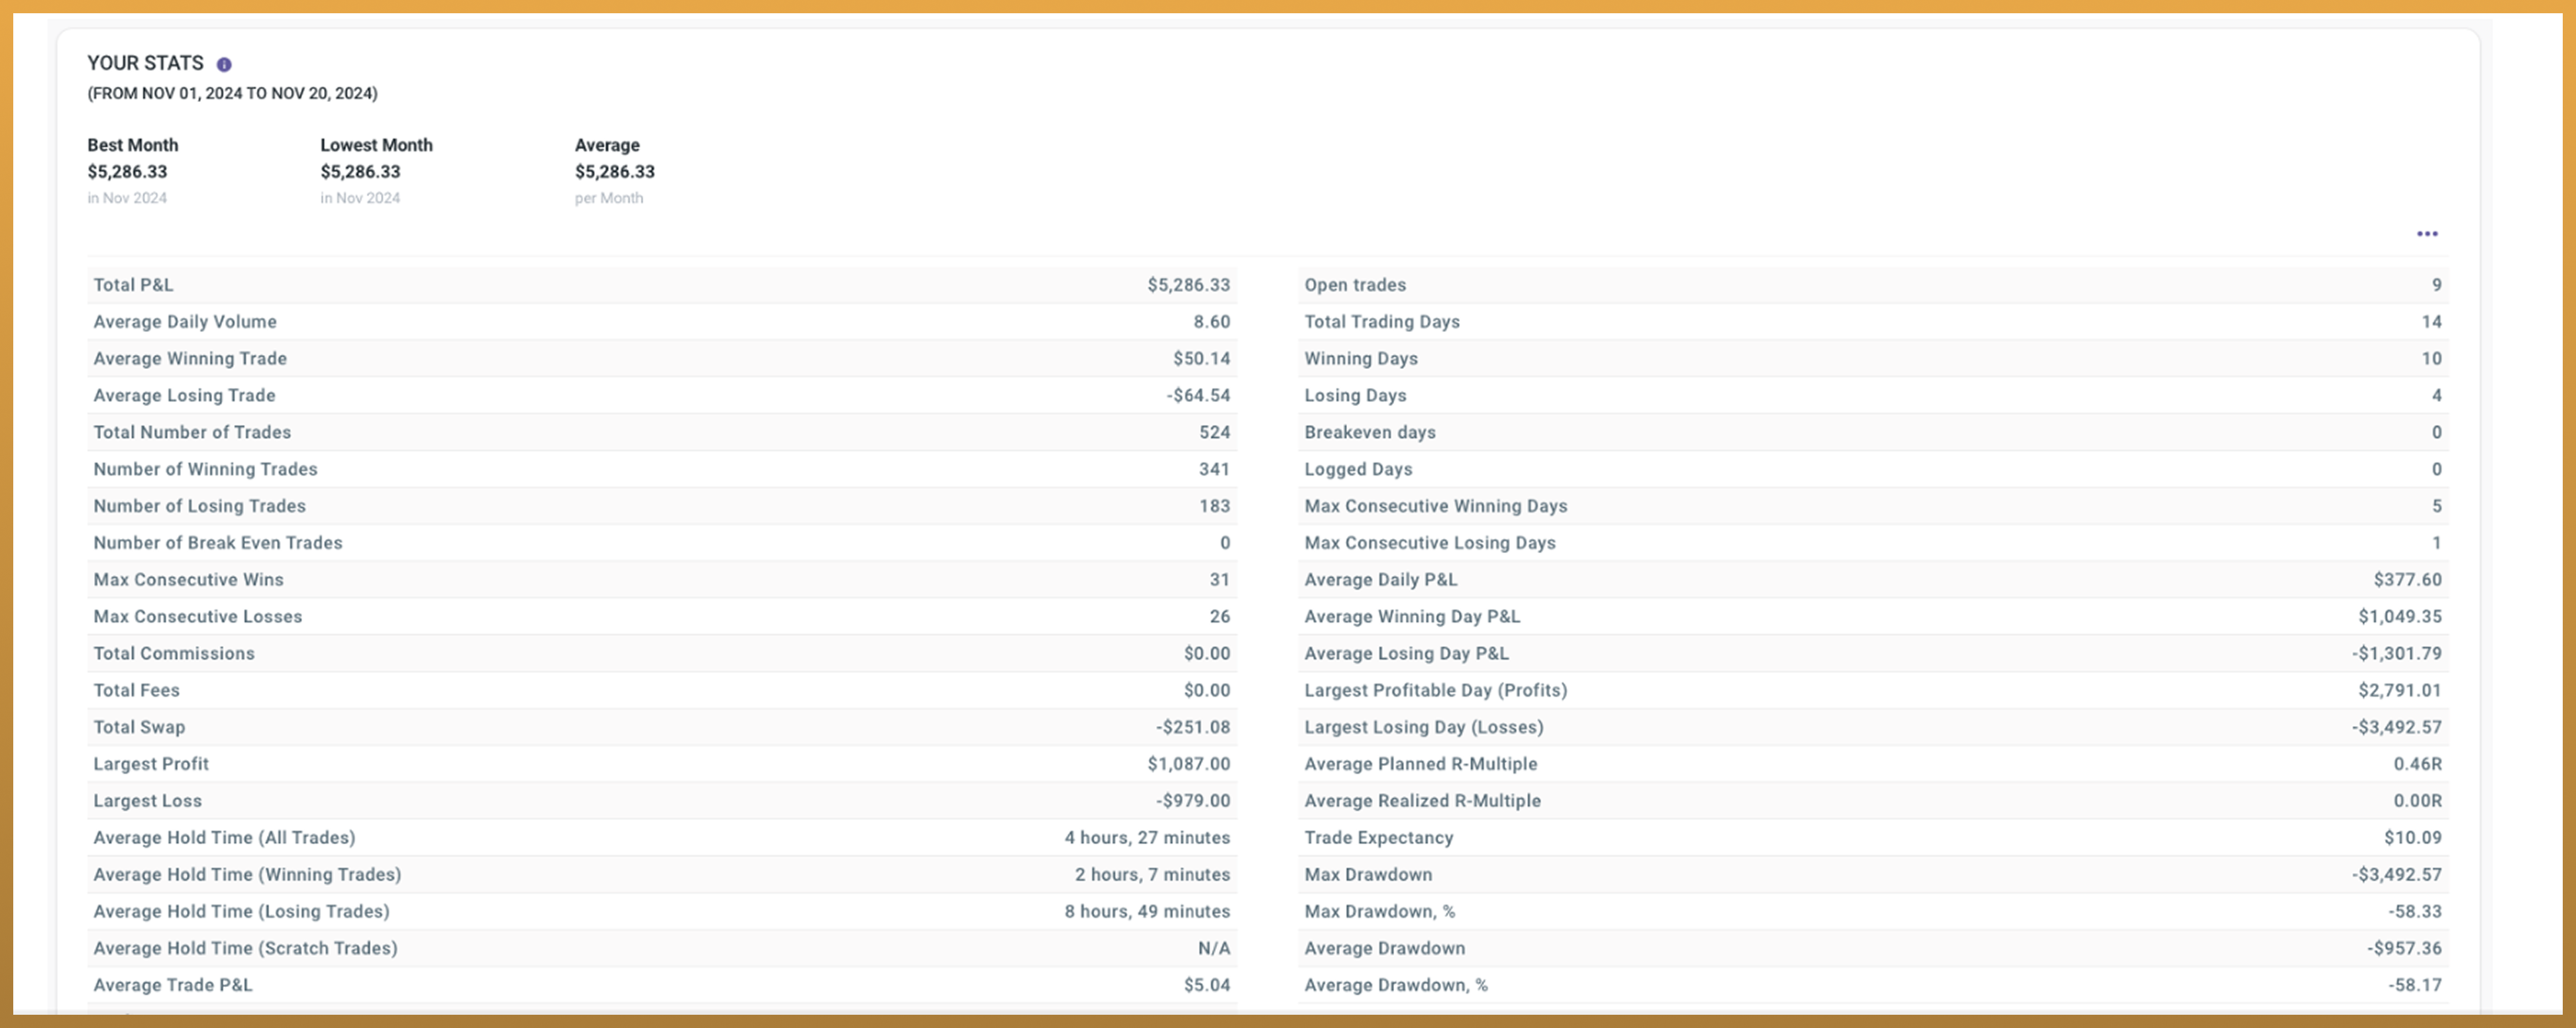 YOUR STATS
(FROM NOV 01, 2024 TO NOV 20, 2024)
Best Month Lowest Month Average
$5,286.33 $5,286.33 $5,286.33
in Nov 2024 in Nov 2024 per Month
Total P&L $5,286.33
Average Daily Volume 8.60
Average Winning Trade $50.14
Average Losing Trade -$64.54
Total Number of Trades 524
Number of Winning Trades 341
Number of Losing Trades 183
Number of Break Even Trades 0
Max Consecutive Wins 31
Max Consecutive Losses 26
Total Commissions $0.00
Total Fees $0.00
Total Swap -$251.08
Largest Profit $1,087.00
Largest Loss -$979.00
Average Hold Time (All Trades) 4 hours, 27 minutes
Average Hold Time (Winning Trades) 2 hours, 7 minutes
Average Hold Time (Losing Trades) 8 hours, 49 minutes
Average Hold Time (Scratch Trades) N/A
Average Trade P&L $5.04
Open trades 9
Total Trading Days 14
Winning Days 10
Losing Days 4
Breakeven days 0
Logged Days 0
Max Consecutive Winning Days 5
Max Consecutive Losing Days 1
Average Daily P&L $377.60
Average Winning Day P&L $1,049.35
Average Losing Day P&L -$1,301.79
Largest Profitable Day (Profits) $2,791.01
Largest Losing Day (Losses) -$3,492.57
Average Planned R-Multiple 0.46R
Average Realized R-Multiple 0.00R
Trade Expectancy $10.09
Max Drawdown -$3,492.57
Max Drawdown, % -58.33
Average Drawdown -$957.36
Average Drawdown, % -58.17